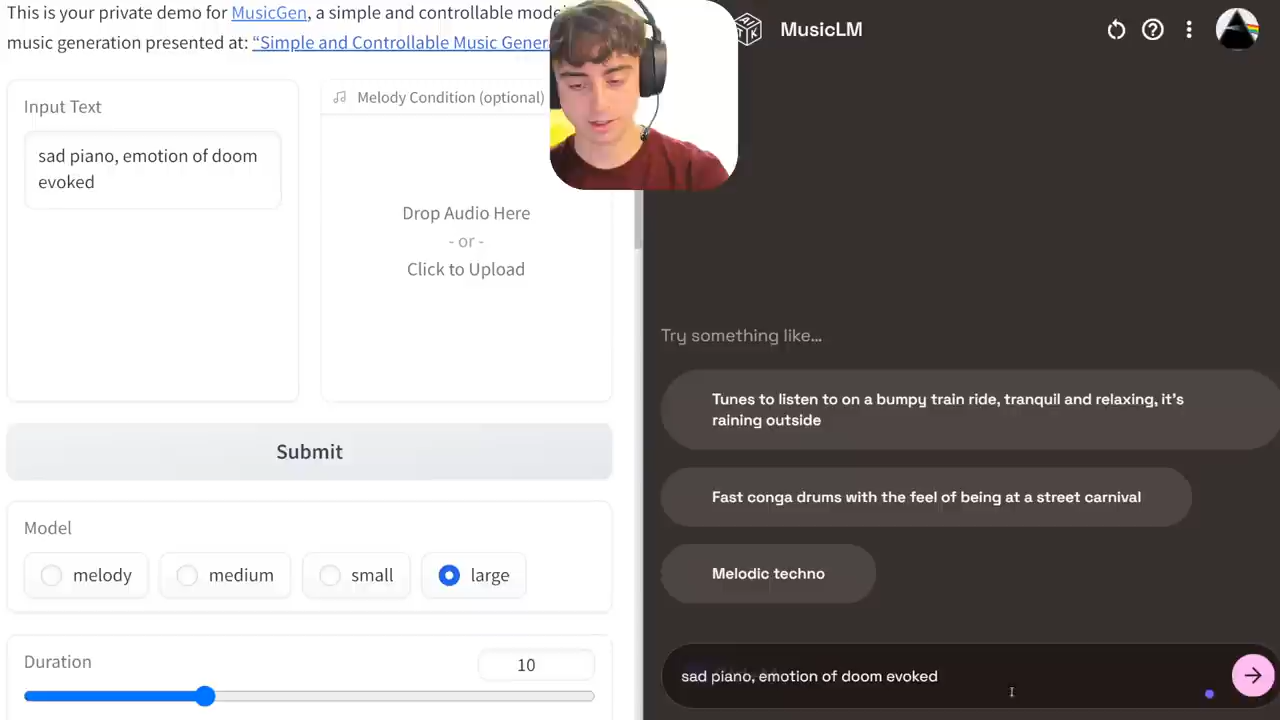 This is your private demo for MusicGen, a simple and controllable mode
music generation presented at: “Simple and Controllable Music Genera
Input Text
sad piano, emotion of doom
evoked
Melody Condition (optional)
Drop Audio Here
- or -
Click to Upload
Submit
Model
melody
medium
small
large
Duration
10
MusicLM
Try something like…
Tunes to listen to on a bumpy train ride, tranquil and relaxing, it's
raining outside
Fast conga drums with the feel of being at a street carnival
Melodic techno
sad piano, emotion of doom evoked